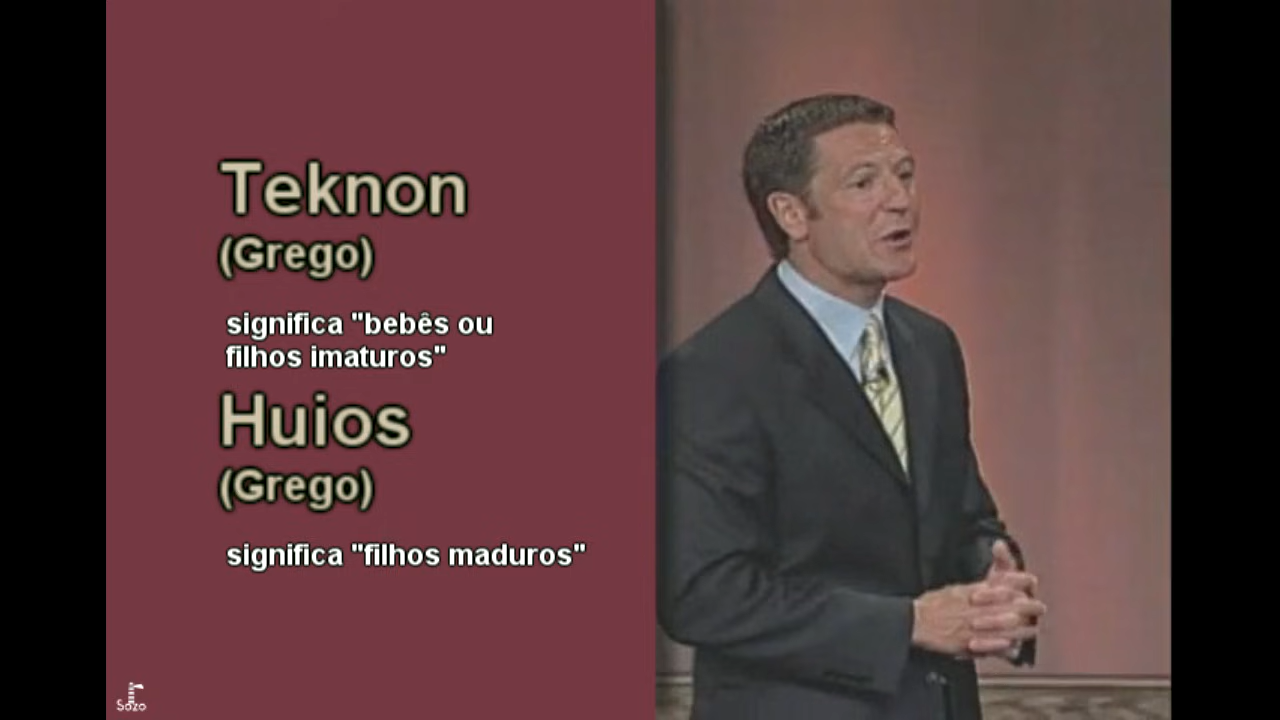 Teknon
(Grego)
significa "bebês ou
filhos imaturos"
Huios
(Grego)
significa "filhos maduros"
Sozo